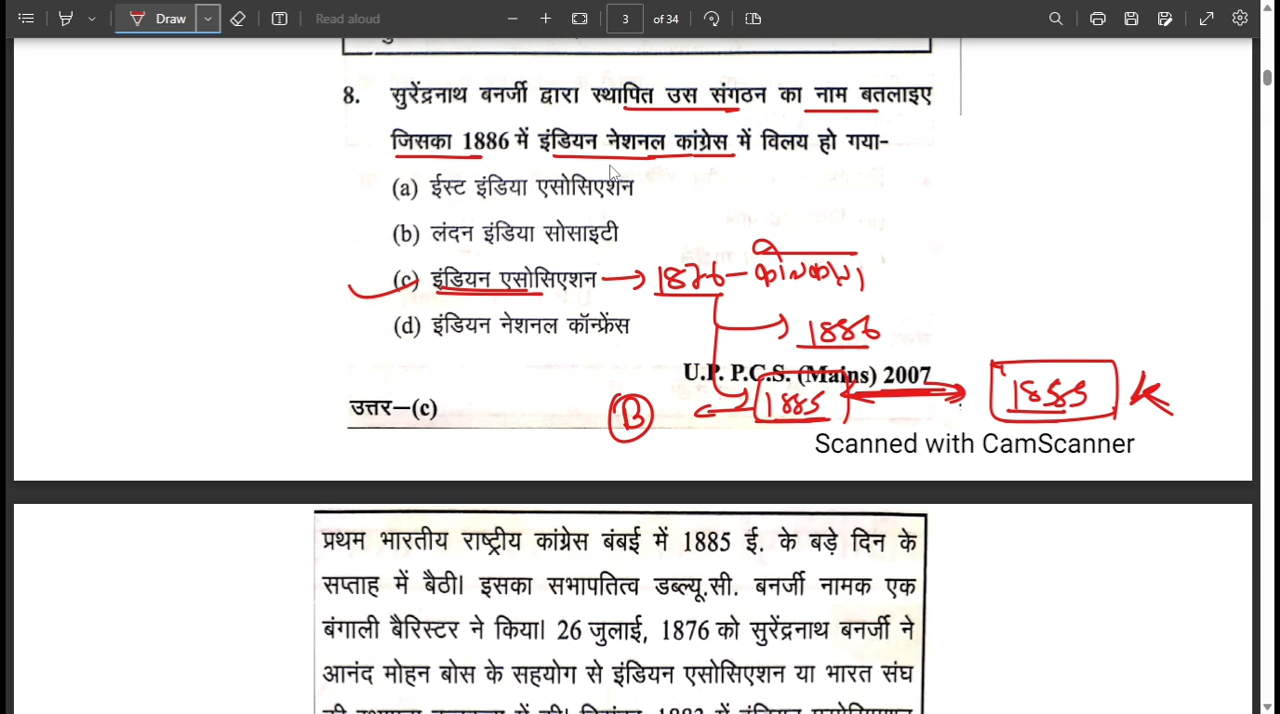 Draw
Read aloud
3
of 34
8. सुरेंद्रनाथ बनर्जी द्वारा स्थापित उस संगठन का नाम बतलाइए
जिसका 1886 में इंडियन नेशनल कांग्रेस में विलय हो गया-
(a) ईस्ट इंडिया एसोसिएशन
(b) लंदन इंडिया सोसाइटी
(c) इंडियन एसोसिएशन 1876 - कोलकाता
1886
(d) इंडियन नेशनल कॉन्फ्रेंस
U.P. P.C.S. (Mains) 2007
उत्तर–(c) B 1885 1885
Scanned with CamScanner
प्रथम भारतीय राष्ट्रीय कांग्रेस बंबई में 1885 ई. के बड़े दिन के
सप्ताह में बैठी। इसका सभापतित्व डब्ल्यू.सी. बनर्जी नामक एक
बंगाली बैरिस्टर ने किया। 26 जुलाई, 1876 को सुरेंद्रनाथ बनर्जी ने
आनंद मोहन बोस के सहयोग से इंडियन एसोसिएशन या भारत संघ